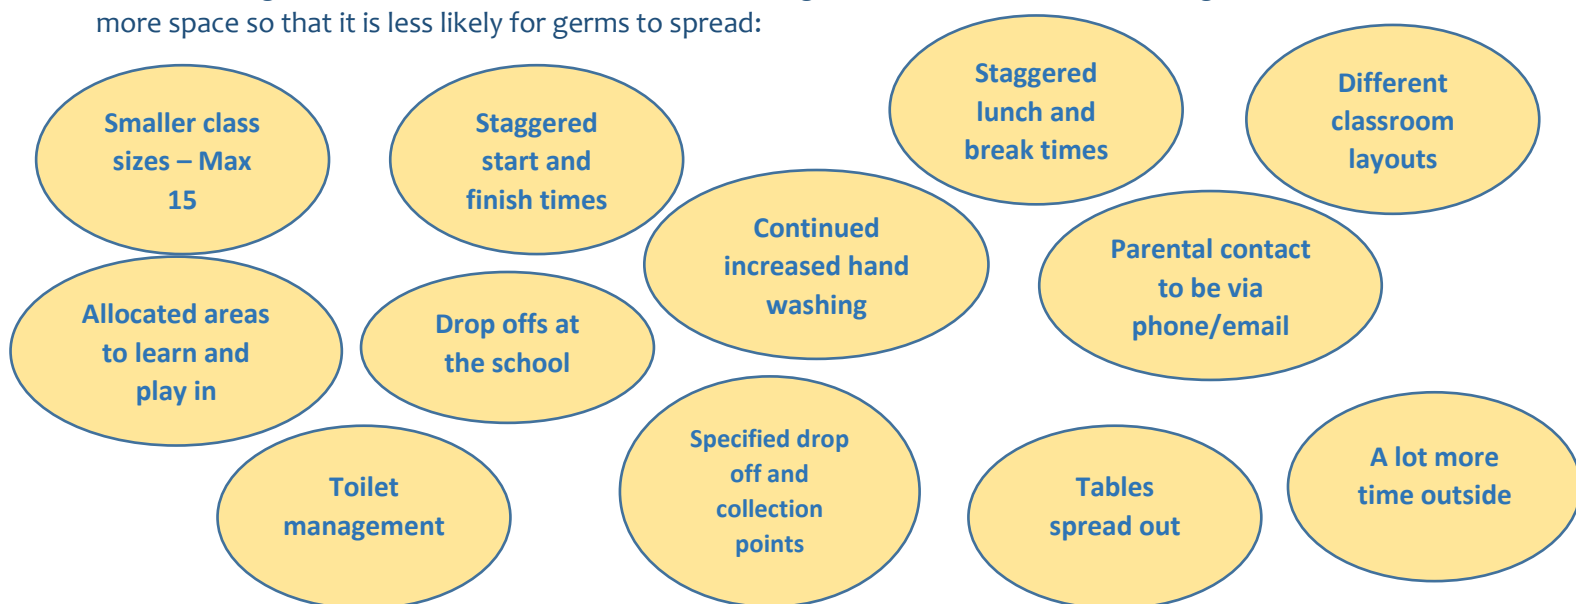 more space so that it is less likely for germs to spread:
Smaller class
sizes – Max
15
Staggered
start and
finish times
Staggered
lunch and
break times
Different
classroom
layouts
Continued
increased hand
washing
Parental contact
to be via
phone/email
Allocated areas
to learn and
play in
Drop offs at
the school
Toilet
management
Specified drop
off and
collection
points
Tables
spread out
A lot more
time outside